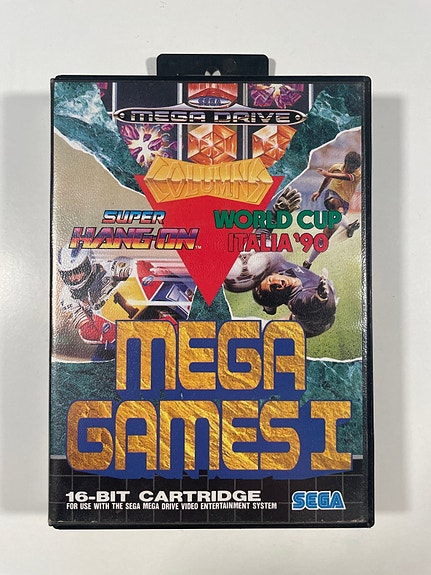 SEGA
MEGA DRIVE
COLUMNS
SUPER
HANG-ON™
WORLD CUP
ITALIA '90
MEGA
GAMES I
16-BIT CARTRIDGE
FOR USE WITH THE SEGA MEGA DRIVE VIDEO ENTERTAINMENT SYSTEM
SEGA